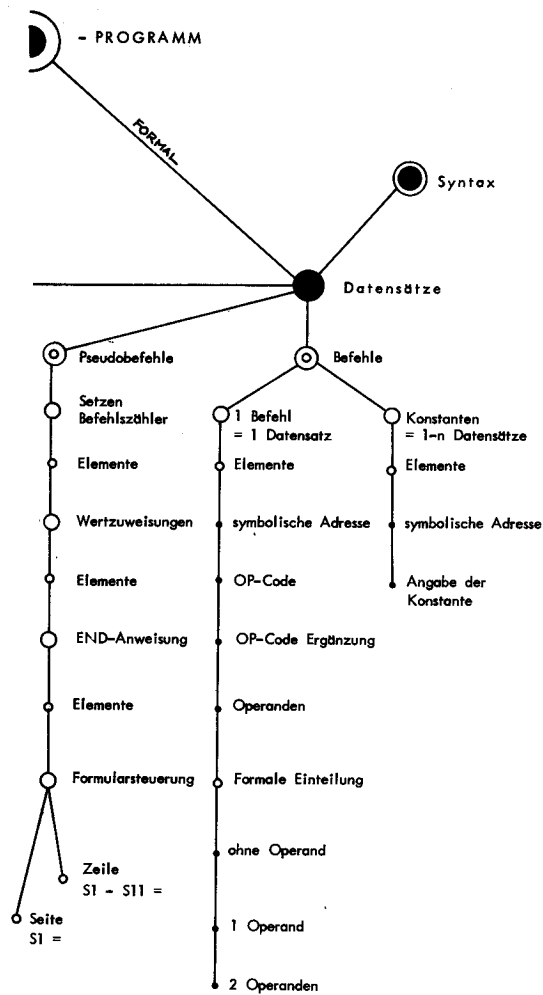 - PROGRAMM
FORMAL
Syntax
Datensätze
Pseudobefehle
Befehle
Setzen
Befehlszähler
Elemente
Wertzuweisungen
Elemente
END-Anweisung
Elemente
Formularsteuerung
Zeile
S1 - S11 =
Seite
S1 =
1 Befehl
= 1 Datensatz
Elemente
symbolische Adresse
OP-Code
OP-Code Ergänzung
Operanden
Formale Einteilung
ohne Operand
1 Operand
2 Operanden
Konstanten
= 1-n Datensätze
Elemente
symbolische Adresse
Angabe der
Konstante